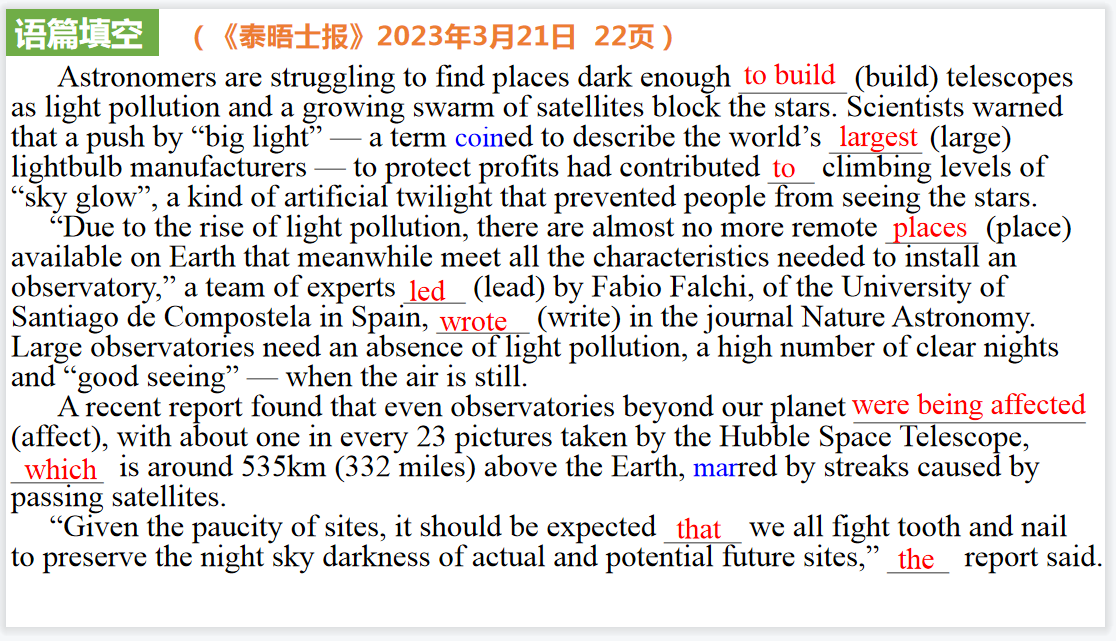 语篇填空 （《泰晤士报》2023年3月21日 22页）
Astronomers are struggling to find places dark enough to build (build) telescopes
as light pollution and a growing swarm of satellites block the stars. Scientists warned
that a push by “big light” — a term coined to describe the world’s largest (large)
lightbulb manufacturers — to protect profits had contributed to climbing levels of
“sky glow”, a kind of artificial twilight that prevented people from seeing the stars.
“Due to the rise of light pollution, there are almost no more remote places (place)
available on Earth that meanwhile meet all the characteristics needed to install an
observatory,” a team of experts led (lead) by Fabio Falchi, of the University of
Santiago de Compostela in Spain, wrote (write) in the journal Nature Astronomy.
Large observatories need an absence of light pollution, a high number of clear nights
and “good seeing” — when the air is still.
A recent report found that even observatories beyond our planet were being affected
(affect), with about one in every 23 pictures taken by the Hubble Space Telescope,
which is around 535km (332 miles) above the Earth, marred by streaks caused by
passing satellites.
“Given the paucity of sites, it should be expected that we all fight tooth and nail
to preserve the night sky darkness of actual and potential future sites,” the report said.